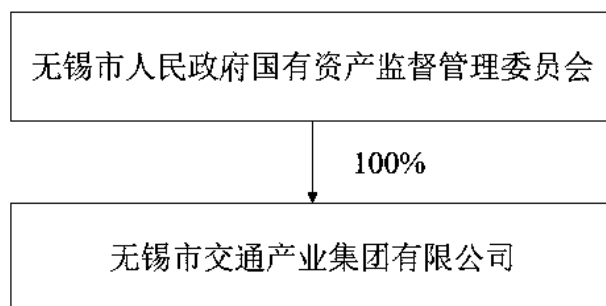 无锡市人民政府国有资产监督管理委员会
100%
无锡市交通产业集团有限公司